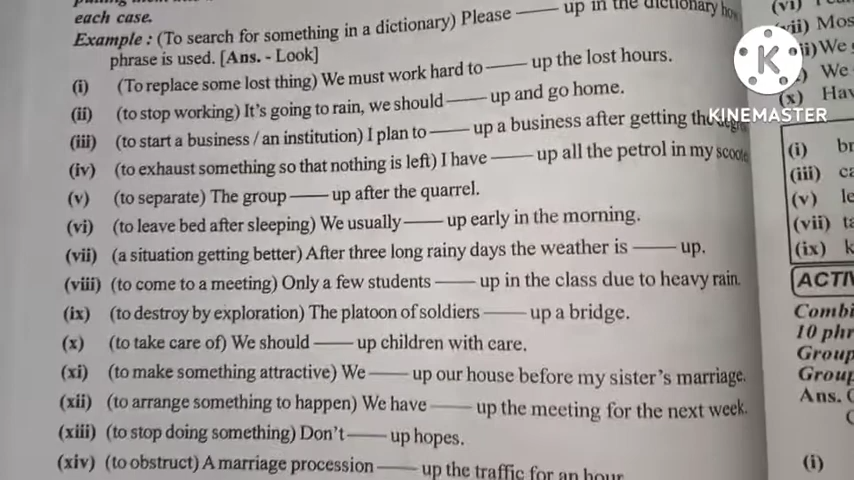 each case.
Example : (To search for something in a dictionary) Please —— up in the dictionary how
phrase is used. [Ans. - Look]
(i) (To replace some lost thing) We must work hard to —— up the lost hours.
(ii) (to stop working) It's going to rain, we should —— up and go home.
(iii) (to start a business / an institution) I plan to —— up a business after getting the degree
(iv) (to exhaust something so that nothing is left) I have —— up all the petrol in my scoote
(v) (to separate) The group —— up after the quarrel.
(vi) (to leave bed after sleeping) We usually —— up early in the morning.
(vii) (a situation getting better) After three long rainy days the weather is —— up.
(viii) (to come to a meeting) Only a few students —— up in the class due to heavy rain.
(ix) (to destroy by exploration) The platoon of soldiers —— up a bridge.
(x) (to take care of) We should —— up children with care.
(xi) (to make something attractive) We —— up our house before my sister's marriage.
(xii) (to arrange something to happen) We have —— up the meeting for the next week.
(xiii) (to stop doing something) Don't —— up hopes.
(xiv) (to obstruct) A marriage procession —— up the traffic for an hour
(vi)
(vii) Mos
We
We
(x) Hav
K
KINEMASTER
(i) br
(iii) ca
(v) le
(vii) ta
(ix) k
ACTIV
Combi
10 phr
Group
Group
Ans. C
(i)